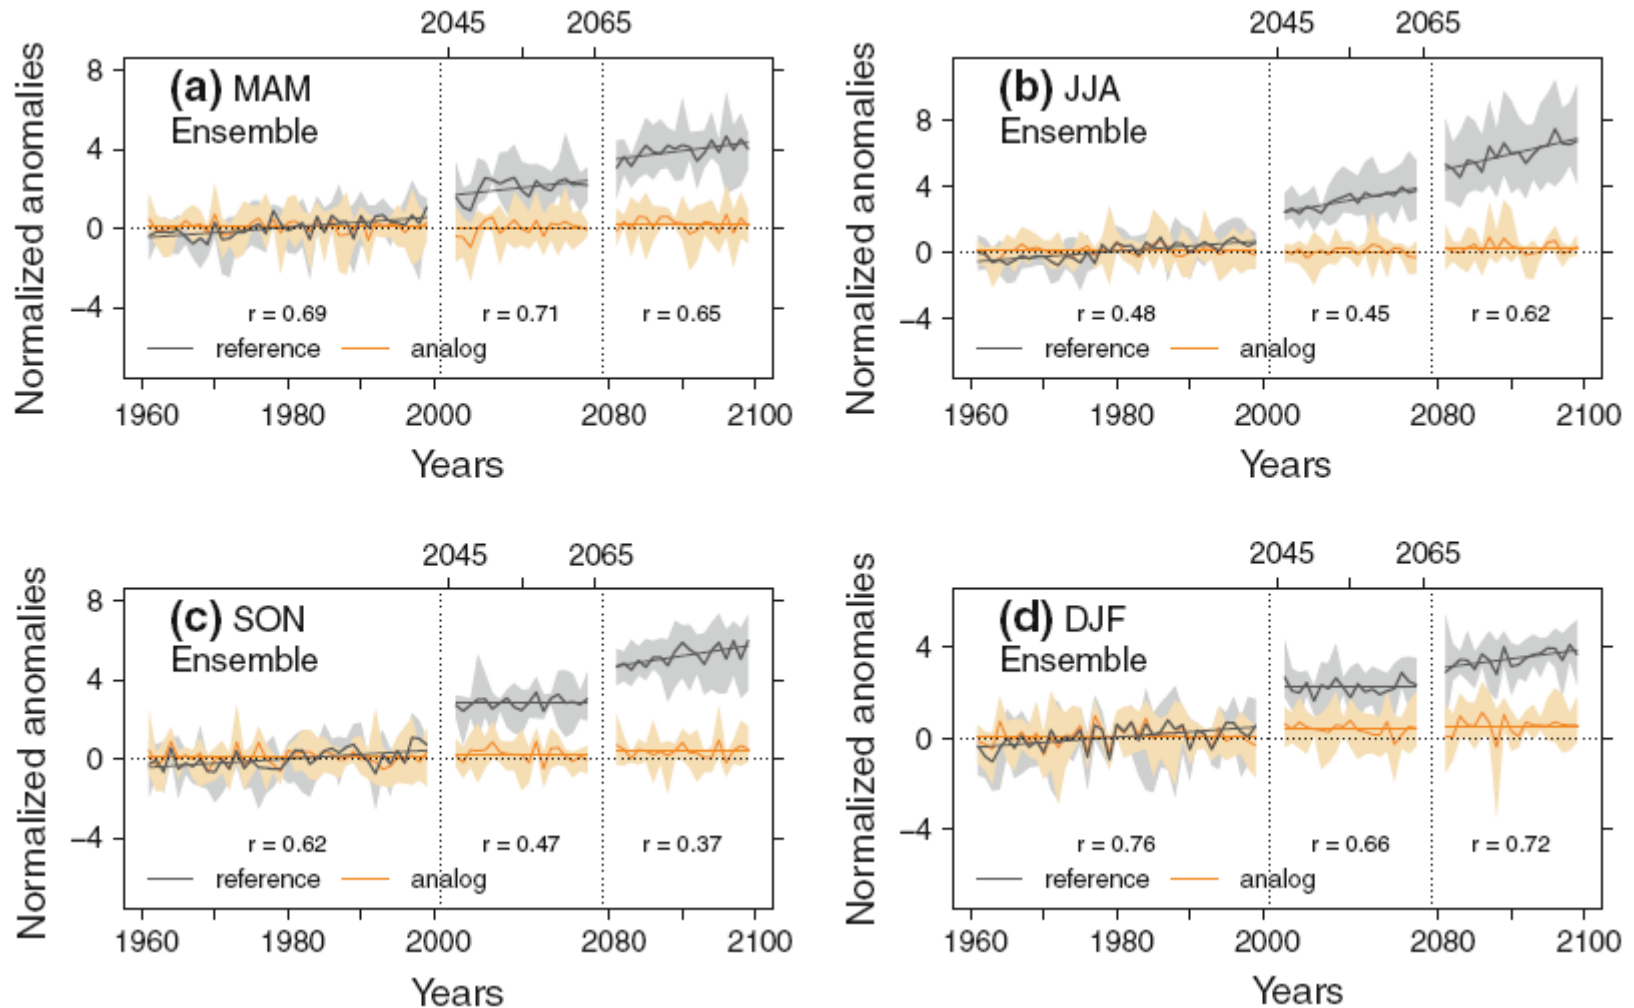 2045 2065
Normalized anomalies
8
4
0
−4
(a) MAM
Ensemble
r = 0.69 r = 0.71 r = 0.65
reference analog
1960 1980 2000 2080 2100
Years
2045 2065
Normalized anomalies
8
4
0
−4
(b) JJA
Ensemble
r = 0.48 r = 0.45 r = 0.62
reference analog
1960 1980 2000 2080 2100
Years
2045 2065
Normalized anomalies
8
4
0
−4
(c) SON
Ensemble
r = 0.62 r = 0.47 r = 0.37
reference analog
1960 1980 2000 2080 2100
Years
2045 2065
Normalized anomalies
4
0
−4
(d) DJF
Ensemble
r = 0.76 r = 0.66 r = 0.72
reference analog
1960 1980 2000 2080 2100
Years